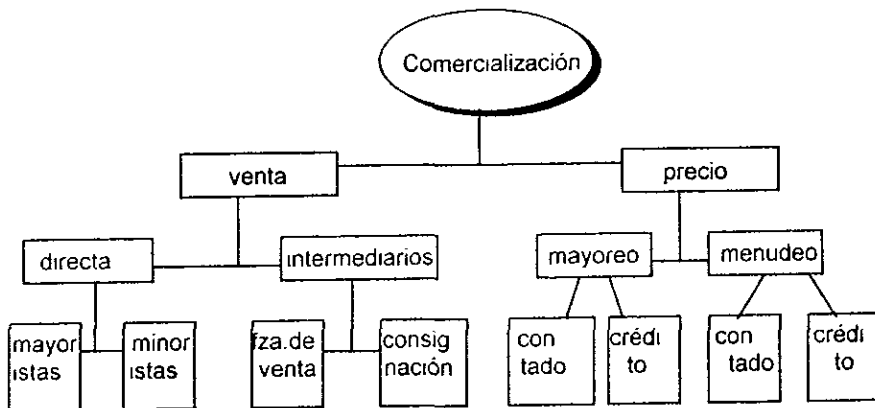 Comercialización
venta
precio
directa
intermediarios
mayoreo
menudeo
mayor
istas
minor
istas
fza.de
venta
consig
nación
con
tado
crédi
to
con
tado
crédi
to